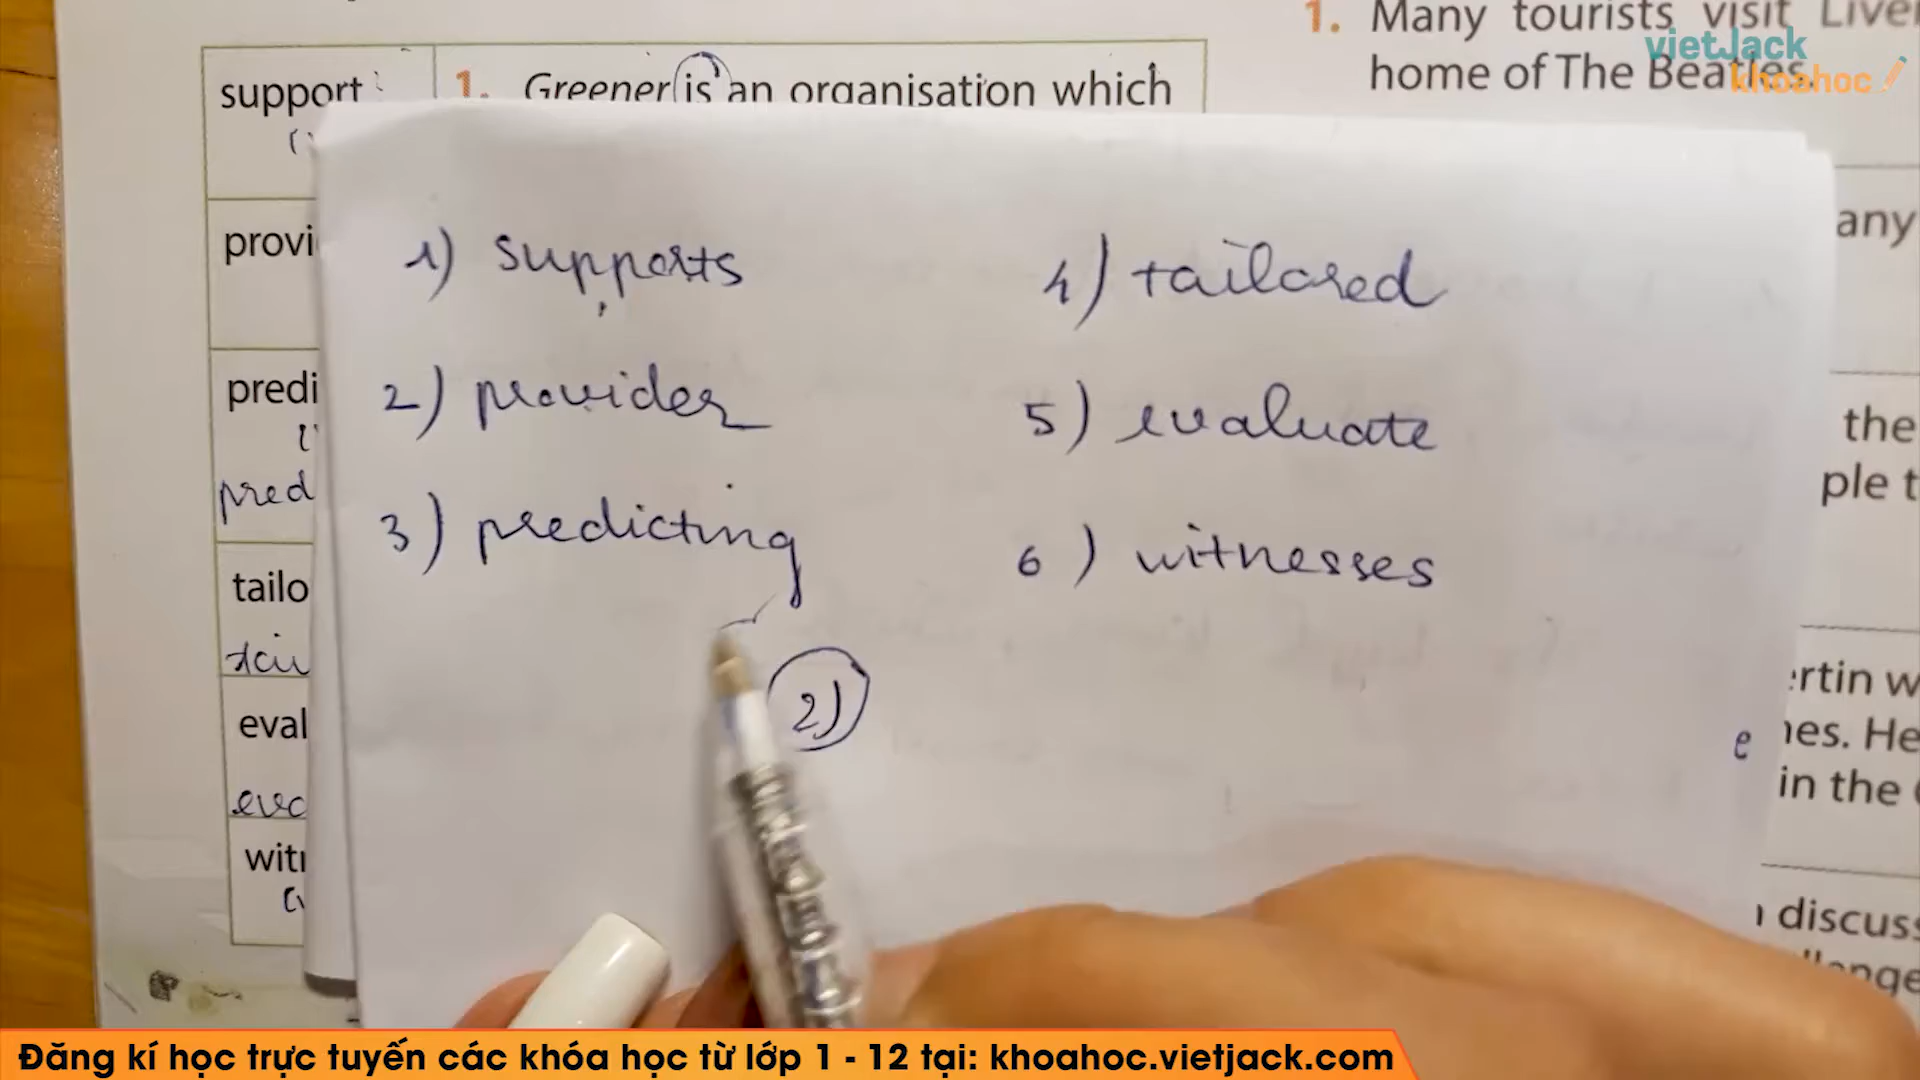 1. Many tourists visit Live
vietJack
home of The Beatles.
khoahoc
support
1. Greener is an organisation which
any
provi
1) supports
4) tailored
predi
2) provider
5) evaluate
the
pred
ple t
3) predicting
6) witnesses
tailo
rtin w
2)
eval
e
nes. He
in the
evc
witn
discuss
Đăng kí học trực tuyến các khóa học từ lớp 1 - 12 tại: khoahoc.vietjack.com